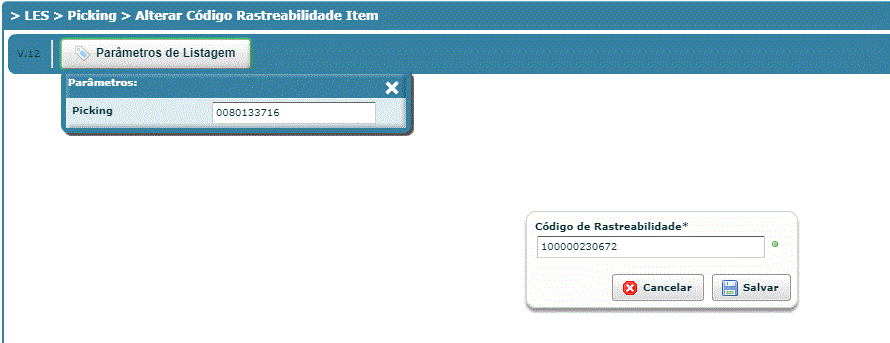 > LES > Picking > Alterar Código Rastreabilidade Item
V.12 Parâmetros de Listagem
Parâmetros:
Picking 0080133716
Código de Rastreabilidade*
100000230672
Cancelar Salvar